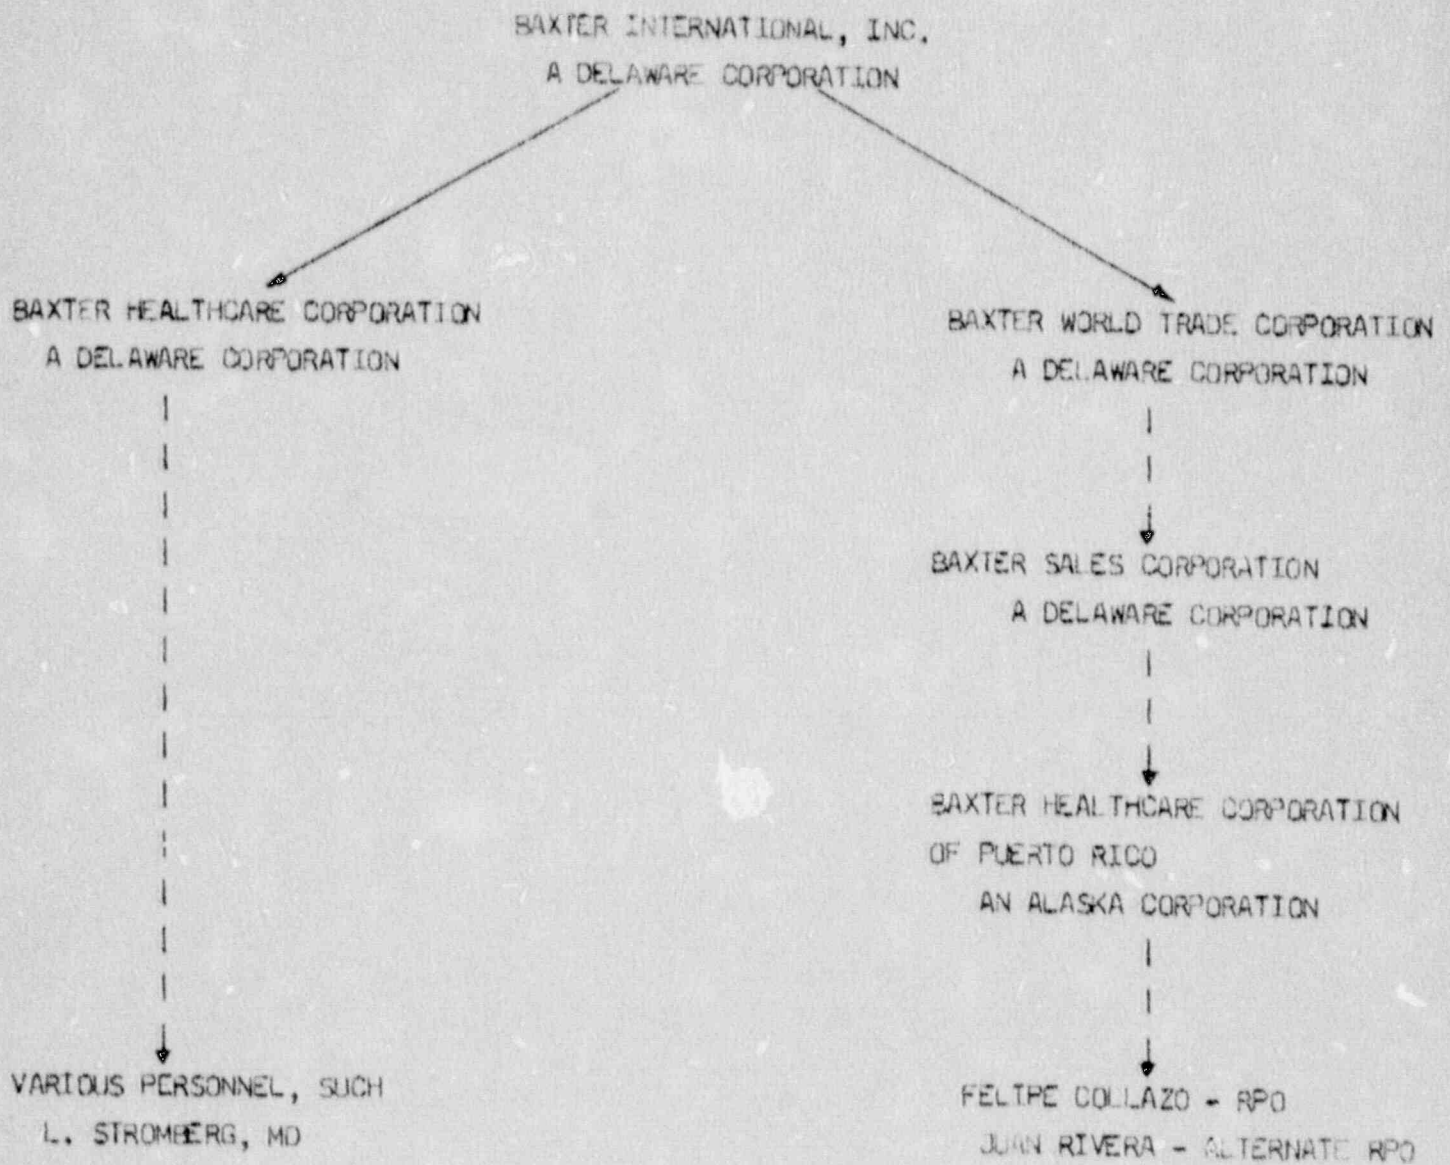 BAXTER INTERNATIONAL, INC.
A DELAWARE CORPORATION
BAXTER HEALTHCARE CORPORATION
A DELAWARE CORPORATION
BAXTER WORLD TRADE CORPORATION
A DELAWARE CORPORATION
BAXTER SALES CORPORATION
A DELAWARE CORPORATION
BAXTER HEALTHCARE CORPORATION
OF PUERTO RICO
AN ALASKA CORPORATION
VARIOUS PERSONNEL, SUCH
L. STROMBERG, MD
FELIPE COLLAZO - RPO
JUAN RIVERA - ALTERNATE RPO